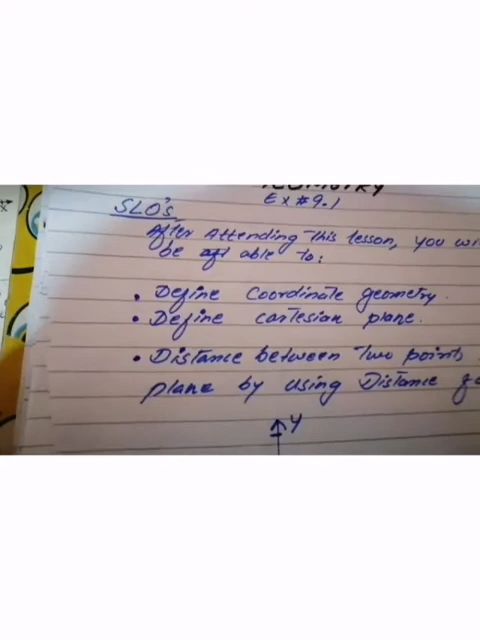 Ex #9.1
SLO's
After Attending This lesson, you
be aft able to:
• Define Coordinate geometry.
• Define cartesian plane.
• Distance between Two points
plane by using Distance
Y